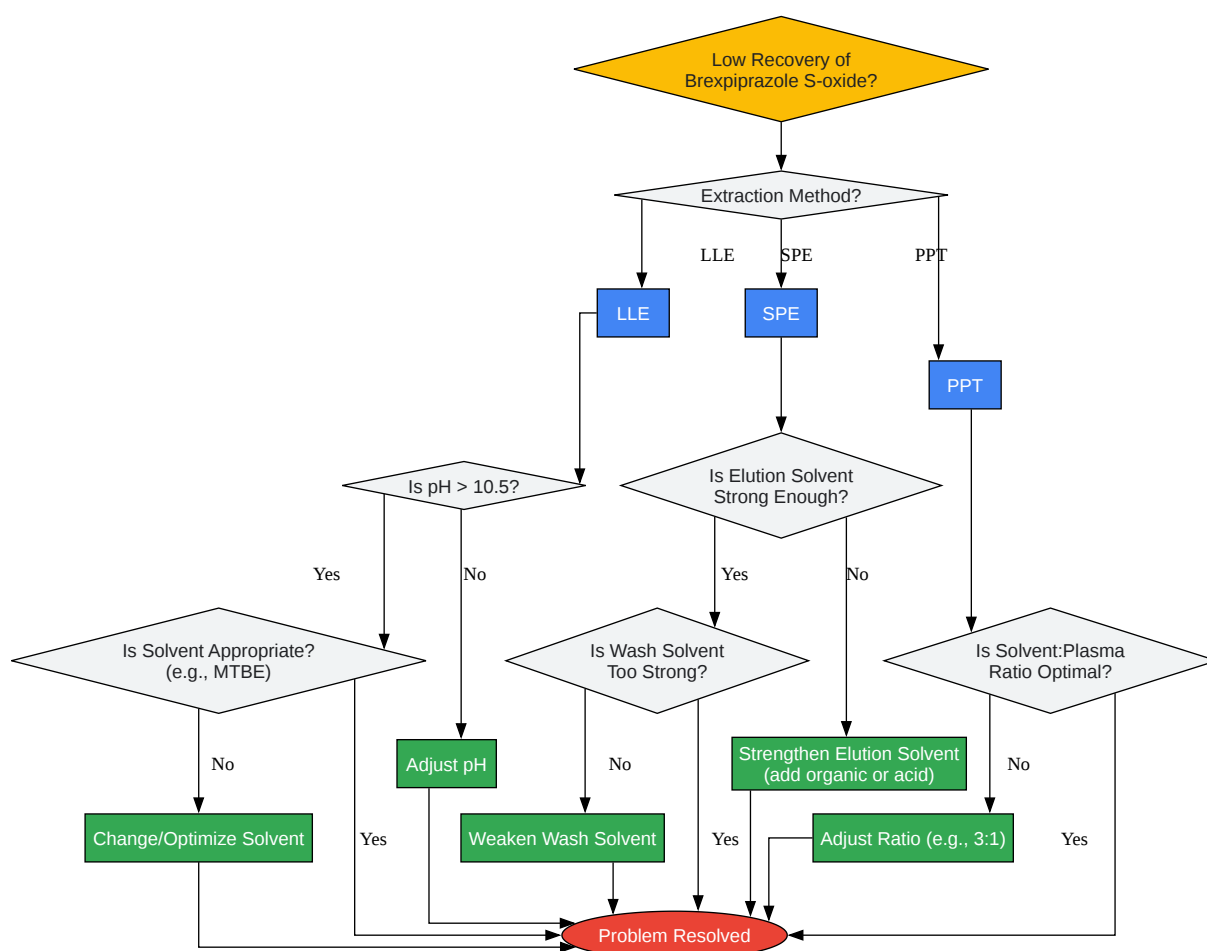 Low Recovery of
Brexpiprazole S-oxide?
Extraction Method?
LLE
SPE
PPT
LLE
SPE
PPT
Is Elution Solvent
Strong Enough?
Is pH > 10.5?
Yes
No
Yes
No
Is Solvent Appropriate?
(e.g., MTBE)
Is Wash Solvent
Too Strong?
Is Solvent:Plasma
Ratio Optimal?
No
Adjust pH
No
Strengthen Elution Solvent
(add organic or acid)
No
Change/Optimize Solvent
Yes
Weaken Wash Solvent
Yes
Adjust Ratio (e.g., 3:1)
Yes
Problem Resolved